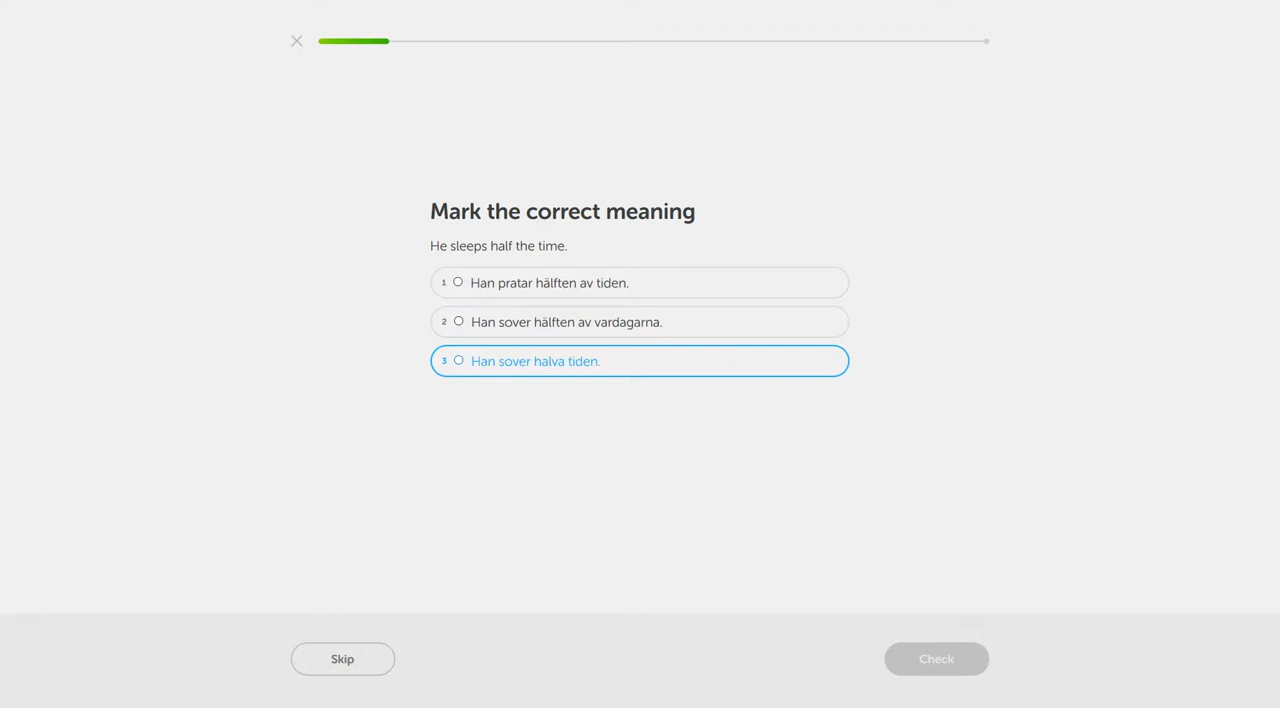 Mark the correct meaning
He sleeps half the time.
1 Han pratar hälften av tiden.
2 Han sover hälften av vardagarna.
3 Han sover halva tiden.
Skip Check